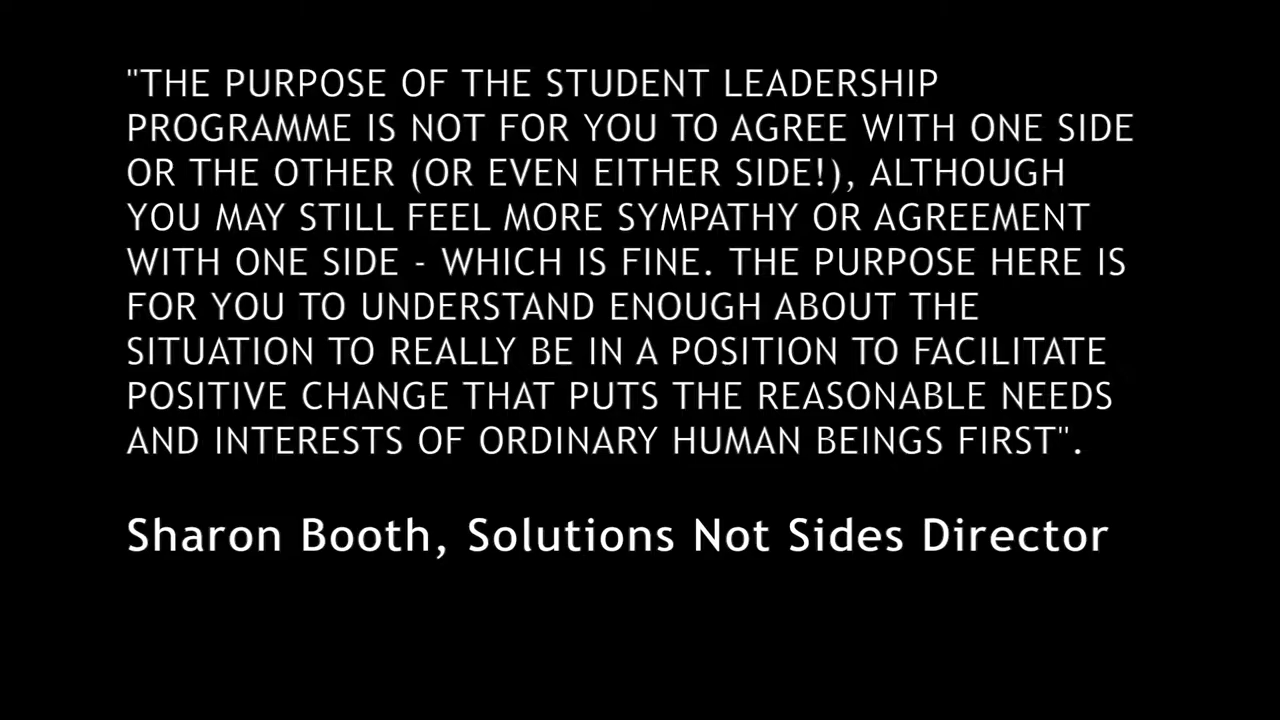 "THE PURPOSE OF THE STUDENT LEADERSHIP
PROGRAMME IS NOT FOR YOU TO AGREE WITH ONE SIDE
OR THE OTHER (OR EVEN EITHER SIDE!), ALTHOUGH
YOU MAY STILL FEEL MORE SYMPATHY OR AGREEMENT
WITH ONE SIDE - WHICH IS FINE. THE PURPOSE HERE IS
FOR YOU TO UNDERSTAND ENOUGH ABOUT THE
SITUATION TO REALLY BE IN A POSITION TO FACILITATE
POSITIVE CHANGE THAT PUTS THE REASONABLE NEEDS
AND INTERESTS OF ORDINARY HUMAN BEINGS FIRST".
Sharon Booth, Solutions Not Sides Director